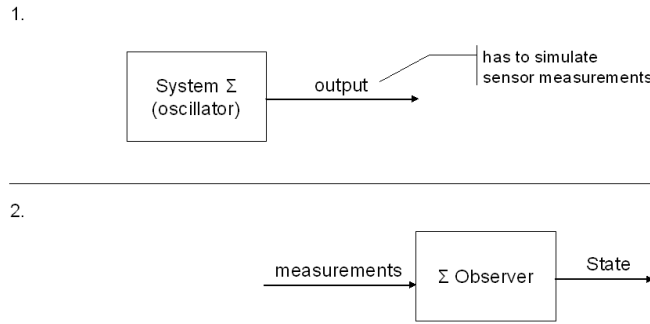 1.
System Σ
(oscillator)
output
has to simulate
sensor measurements
2.
measurements
Σ Observer
State